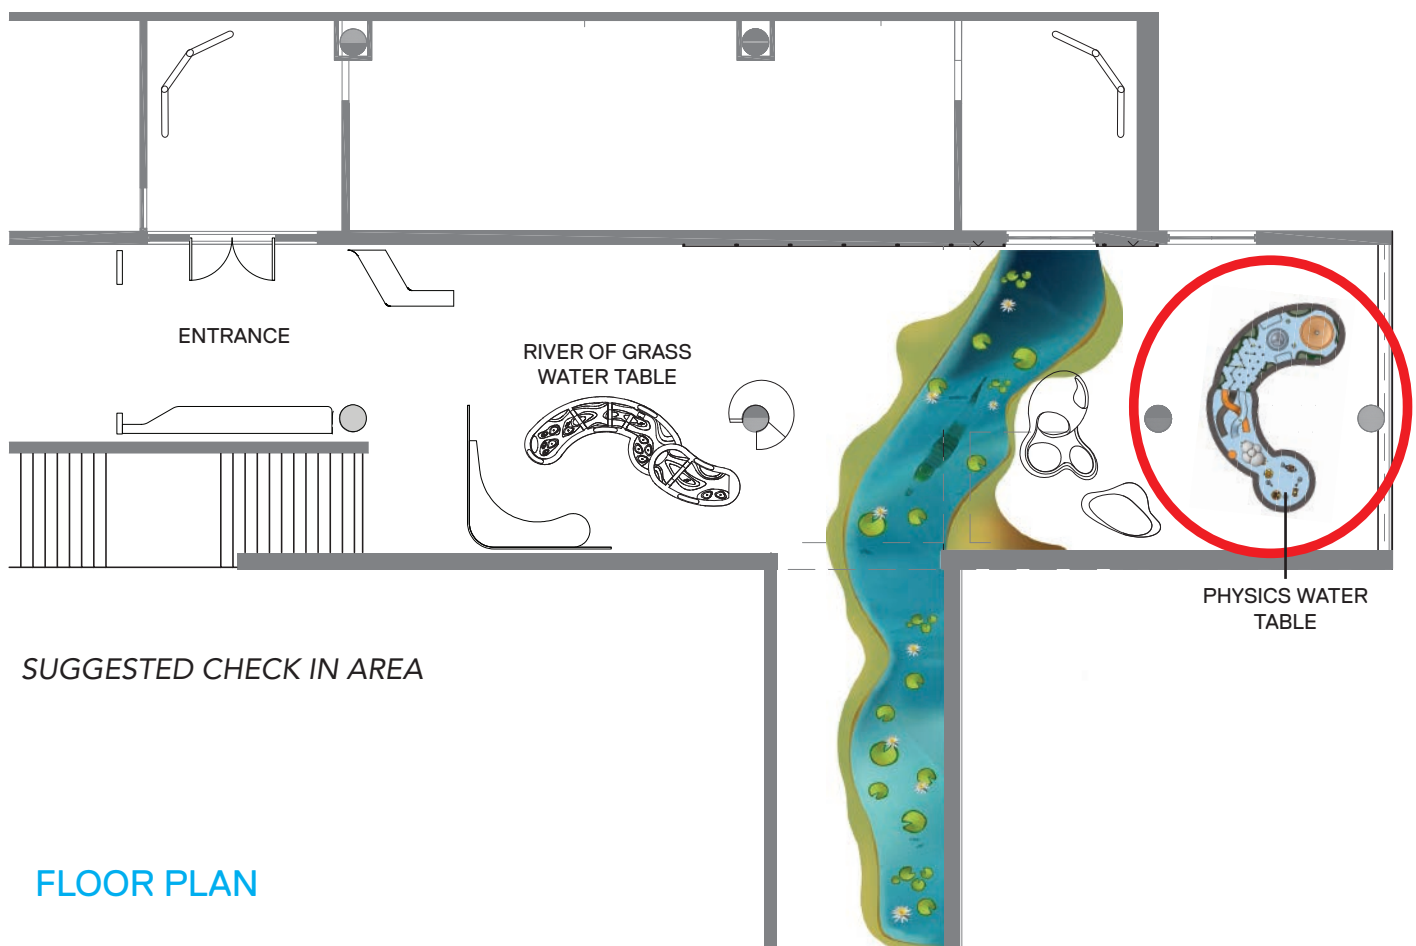 ENTRANCE
RIVER OF GRASS
WATER TABLE
PHYSICS WATER
TABLE
SUGGESTED CHECK IN AREA
FLOOR PLAN